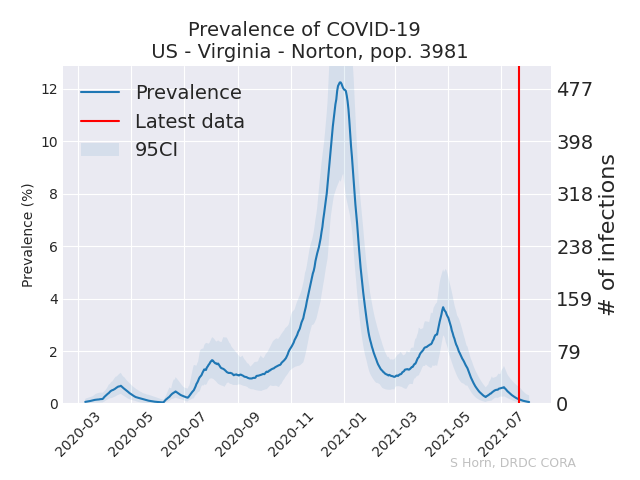 Prevalence of COVID-19
US - Virginia - Norton, pop. 3981
Prevalence
Latest data
95CI
Prevalence (%)
12
10
8
6
4
2
0
477
398
318
238
159
79
0
# of infections
2020-03
2020-05
2020-07
2020-09
2020-11
2021-01
2021-03
2021-05
2021-07
S Horn, DRDC CORA